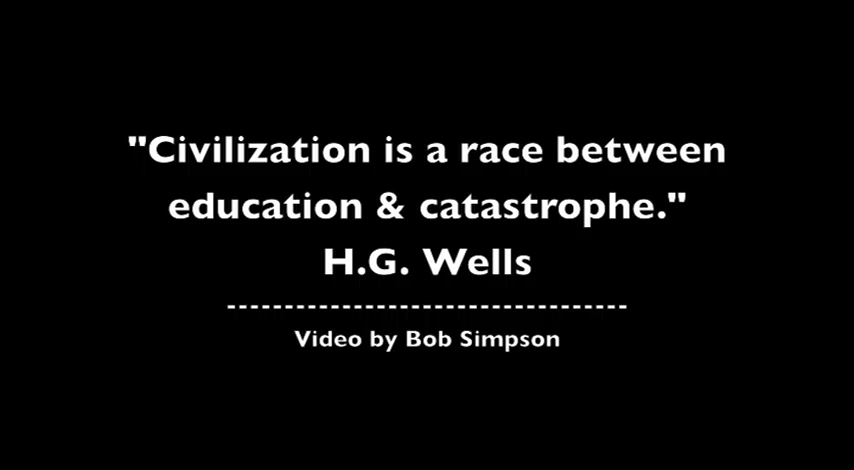 "Civilization is a race between
education & catastrophe."
H.G. Wells
-----------------------------------
Video by Bob Simpson